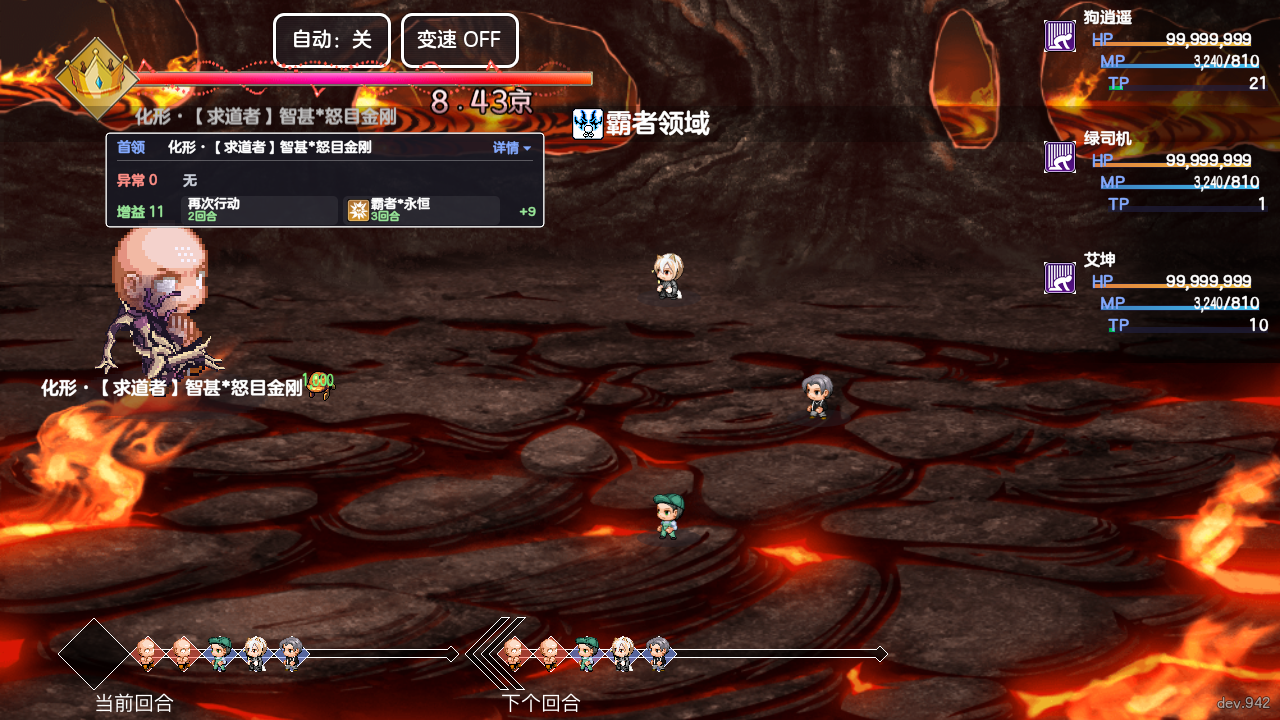 自动：关
变速 OFF
8.43京
化形·【求道者】智甚*怒目金刚
霸者领域
首领 化形·【求道者】智甚*怒目金刚 详情
异常 0 无
增益 11 再次行动 2回合 霸者*永恒 3回合 +9
狗逍遥
HP 99,999,999
MP 3,240/810
TP 21
绿司机
HP 99,999,999
MP 3,240/810
TP 1
艾坤
HP 99,999,999
MP 3,240/810
TP 10
化形·【求道者】智甚*怒目金刚
当前回合
下个回合
dev.942